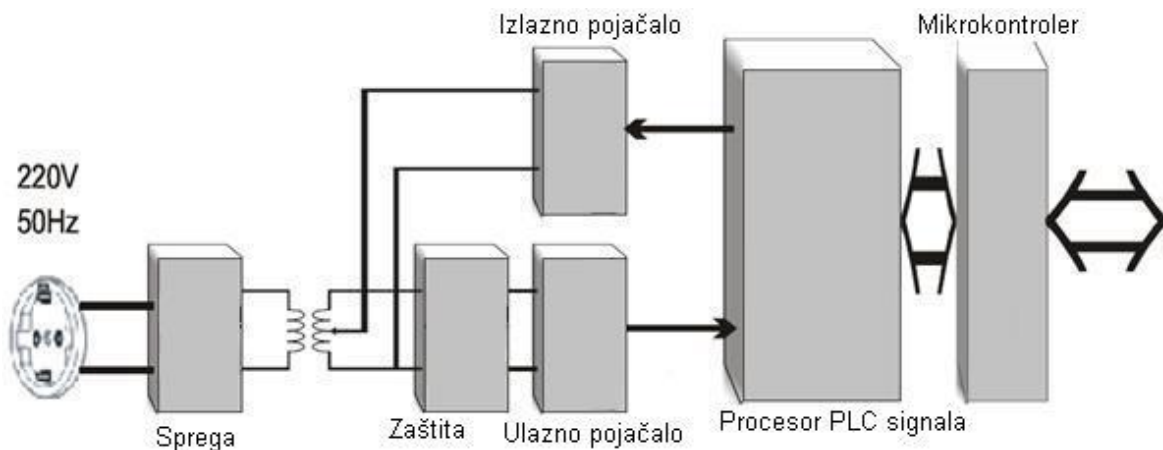 Izlazno pojačalo
Mikrokontroler
220V
50Hz
Sprega
Zaštita
Ulazno pojačalo
Procesor PLC signala